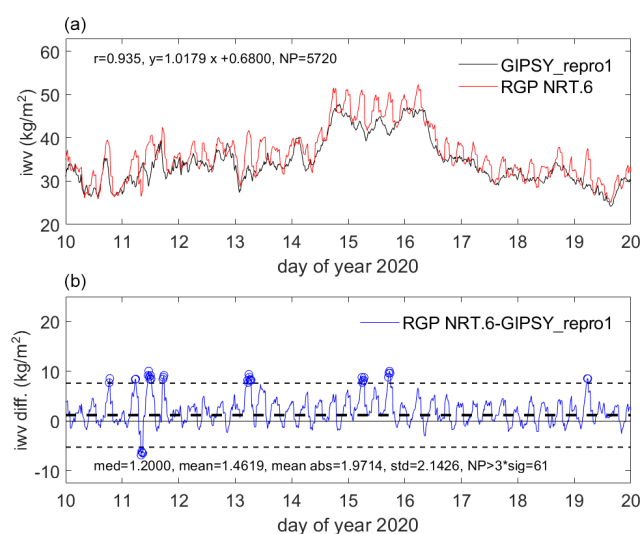 (a)
60
50
40
30
20
iwv (kg/m²)
r=0.935, y=1.0179 x +0.6800, NP=5720
GIPSY_repro1
RGP NRT.6
10 11 12 13 14 15 16 17 18 19 20
day of year 2020
(b)
20
10
0
-10
iwv diff. (kg/m²)
RGP NRT.6-GIPSY_repro1
med=1.2000, mean=1.4619, mean abs=1.9714, std=2.1426, NP>3*sig=61
10 11 12 13 14 15 16 17 18 19 20
day of year 2020